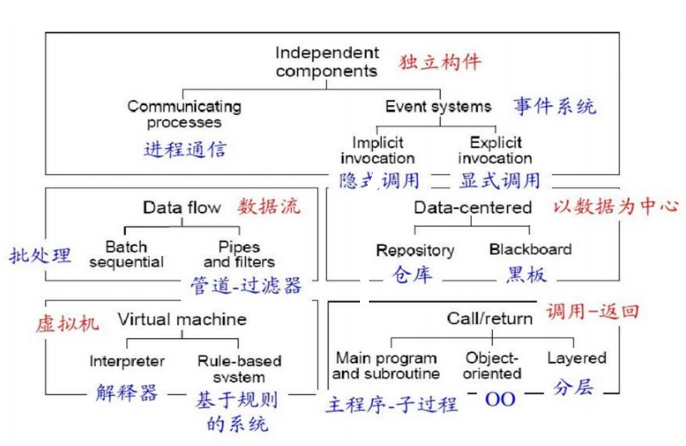 Independent
components
独立构件
Communicating
processes
进程通信
Event systems
事件系统
Implicit
invocation
隐式调用
Explicit
invocation
显式调用
Data flow
数据流
批处理
Batch
sequential
Pipes
and filters
管道-过滤器
Data-centered
以数据为中心
Repository
仓库
Blackboard
黑板
虚拟机
Virtual machine
Interpreter
解释器
Rule-based
system
基于规则
的系统
Call/return
调用-返回
Main program
and subroutine
主程序-子过程
Object-
oriented
OO
Layered
分层